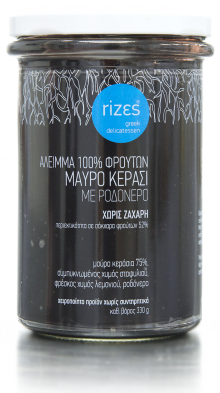 rizes
greek
delicatessen
ΑΛΕΙΜΜΑ 100% ΦΡΟΥΤΩΝ
ΜΑΥΡΟ ΚΕΡΑΣΙ
ΜΕ ΡΟΔΟΝΕΡΟ
ΧΩΡΙΣ ΖΑΧΑΡΗ
περιεκτικότητα σε σάκχαρα φρούτων 52%
μαύρα κεράσια 75%,
συμπυκνωμένος χυμός σταφυλιού,
φρέσκος χυμός λεμονιού, ροδόνερο
χειροποίητο προϊόν χωρίς συντηρητικά
καθ. βάρος 330 g